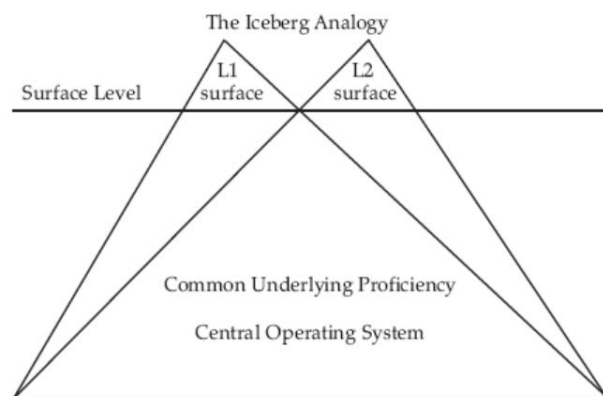 The Iceberg Analogy
L1
surface
L2
surface
Surface Level
Common Underlying Proficiency
Central Operating System